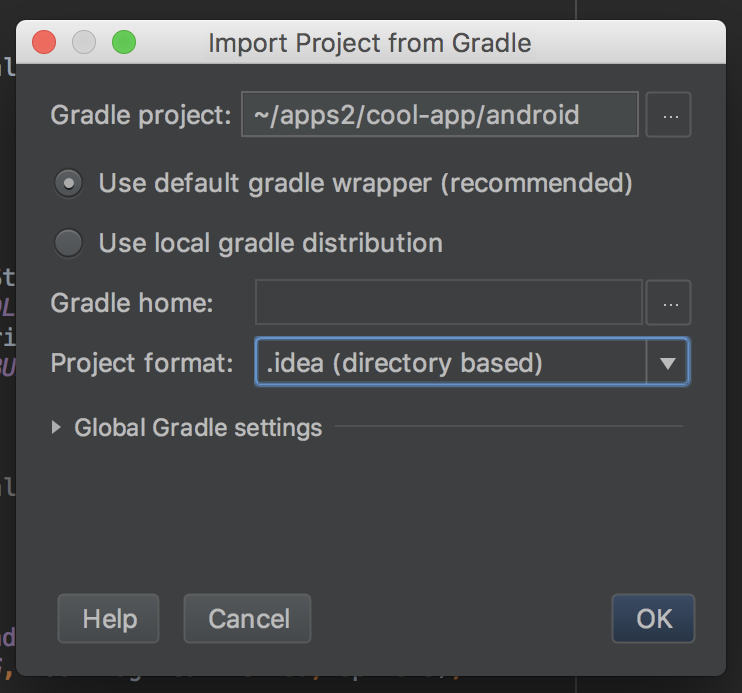 Import Project from Gradle
Gradle project: ~/apps2/cool-app/android ...
Use default gradle wrapper (recommended)
Use local gradle distribution
Gradle home: ...
Project format: .idea (directory based)
Global Gradle settings
Help Cancel OK